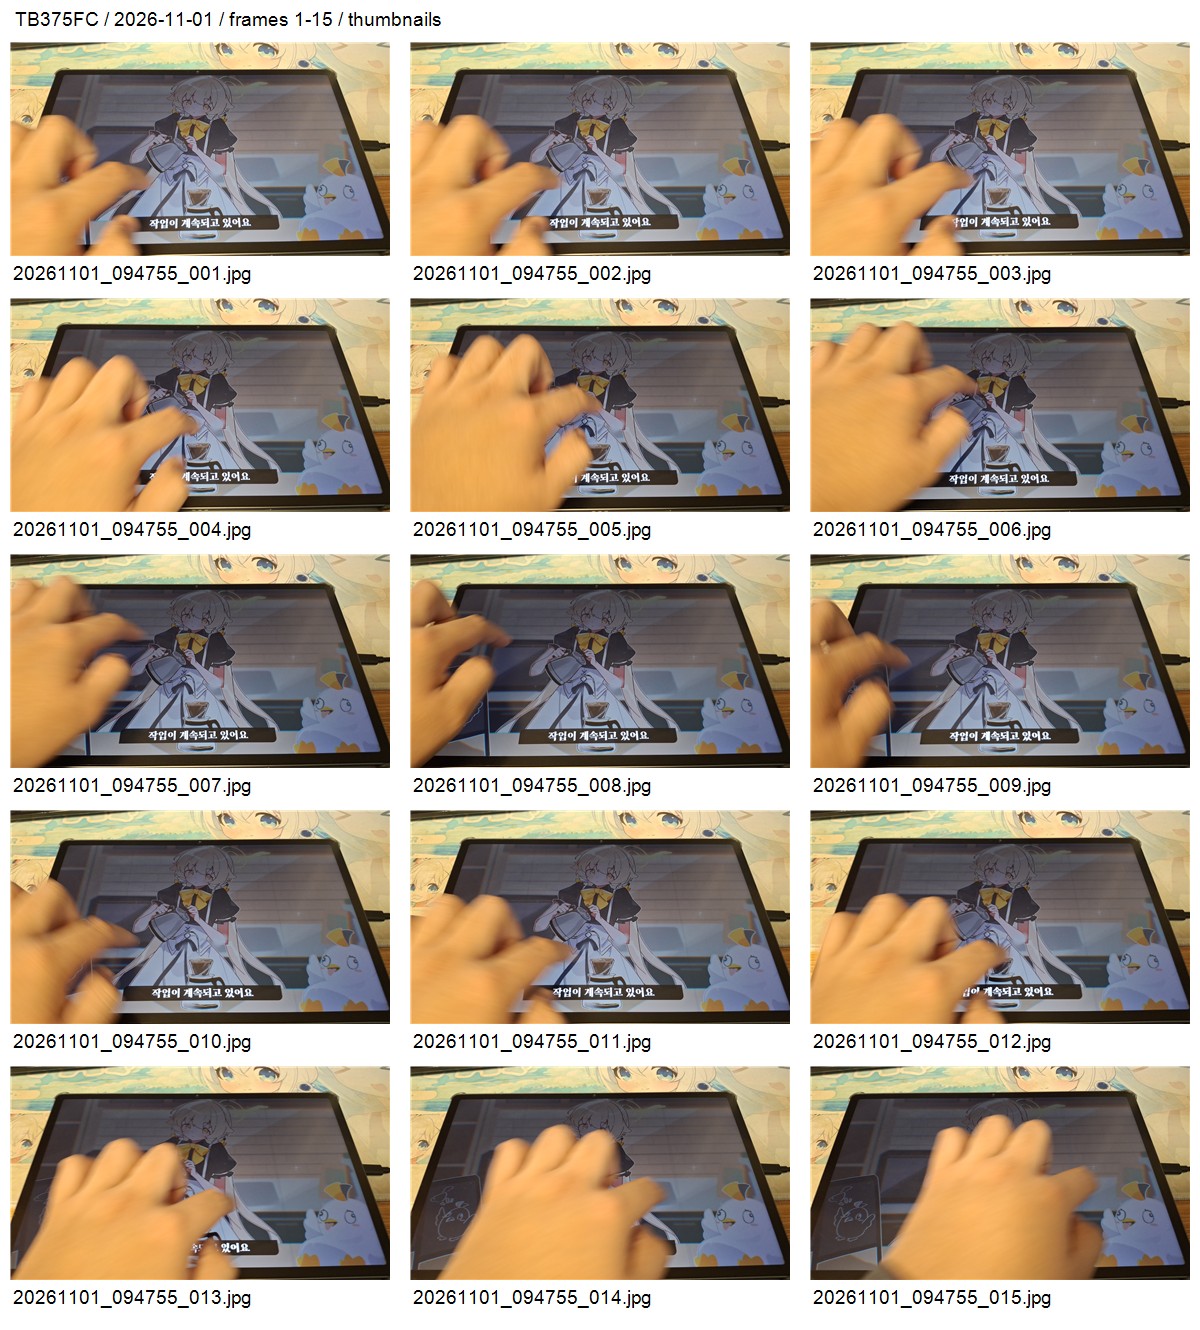 TB375FC / 2026-11-01 / frames 1-15 / thumbnails
작업이 계속되고 있어요
작업이 계속되고 있어요
계속되고 있어요
20261101_094755_001.jpg
20261101_094755_002.jpg
20261101_094755_003.jpg
계속되고 있어요
계속되고 있어요
작업이 계속되고 있어요
20261101_094755_004.jpg
20261101_094755_005.jpg
20261101_094755_006.jpg
작업이 계속되고 있어요
작업이 계속되고 있어요
작업이 계속되고 있어요
20261101_094755_007.jpg
20261101_094755_008.jpg
20261101_094755_009.jpg
작업이 계속되고 있어요
작업이 계속되고 있어요
계속되고 있어요
20261101_094755_010.jpg
20261101_094755_011.jpg
20261101_094755_012.jpg
있어요
20261101_094755_013.jpg
20261101_094755_014.jpg
20261101_094755_015.jpg